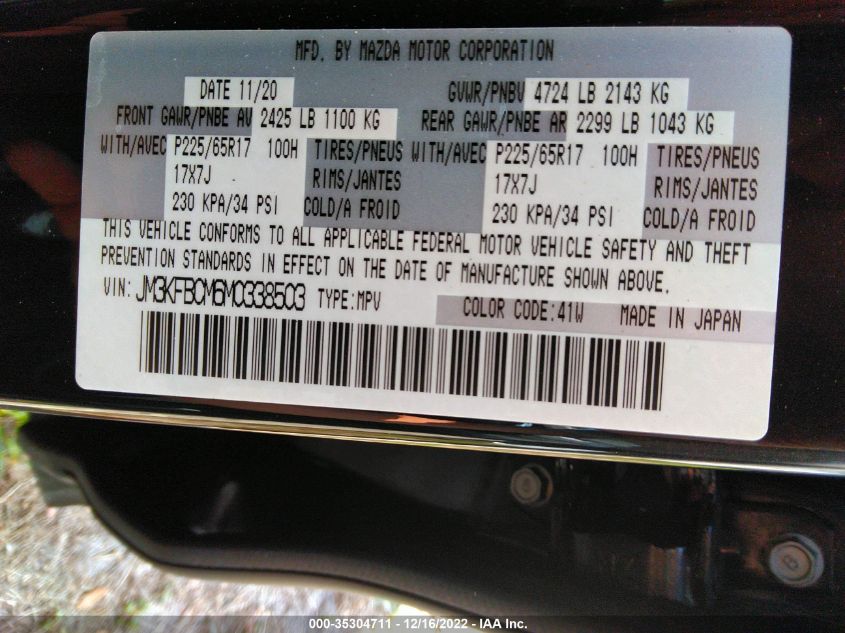 MFD. BY MAZDA MOTOR CORPORATION
DATE 11/20 GVWR/PNBV 4724 LB 2143 KG
FRONT GAWR/PNBE AV 2425 LB 1100 KG REAR GAWR/PNBE AR 2299 LB 1043 KG
WITH/AVEC P225/65R17 100H TIRES/PNEUS WITH/AVEC P225/65R17 100H TIRES/PNEUS
17X7J RIMS/JANTES 17X7J RIMS/JANTES
230 KPA/34 PSI COLD/A FROID 230 KPA/34 PSI COLD/A FROID
THIS VEHICLE CONFORMS TO ALL APPLICABLE FEDERAL MOTOR VEHICLE SAFETY AND THEFT
PREVENTION STANDARDS IN EFFECT ON THE DATE OF MANUFACTURE SHOWN ABOVE.
VIN: JM3KFBCM6M0338503 TYPE:MPV
COLOR CODE:41W MADE IN JAPAN
000-35304711 - 12/16/2022 - IAA Inc.